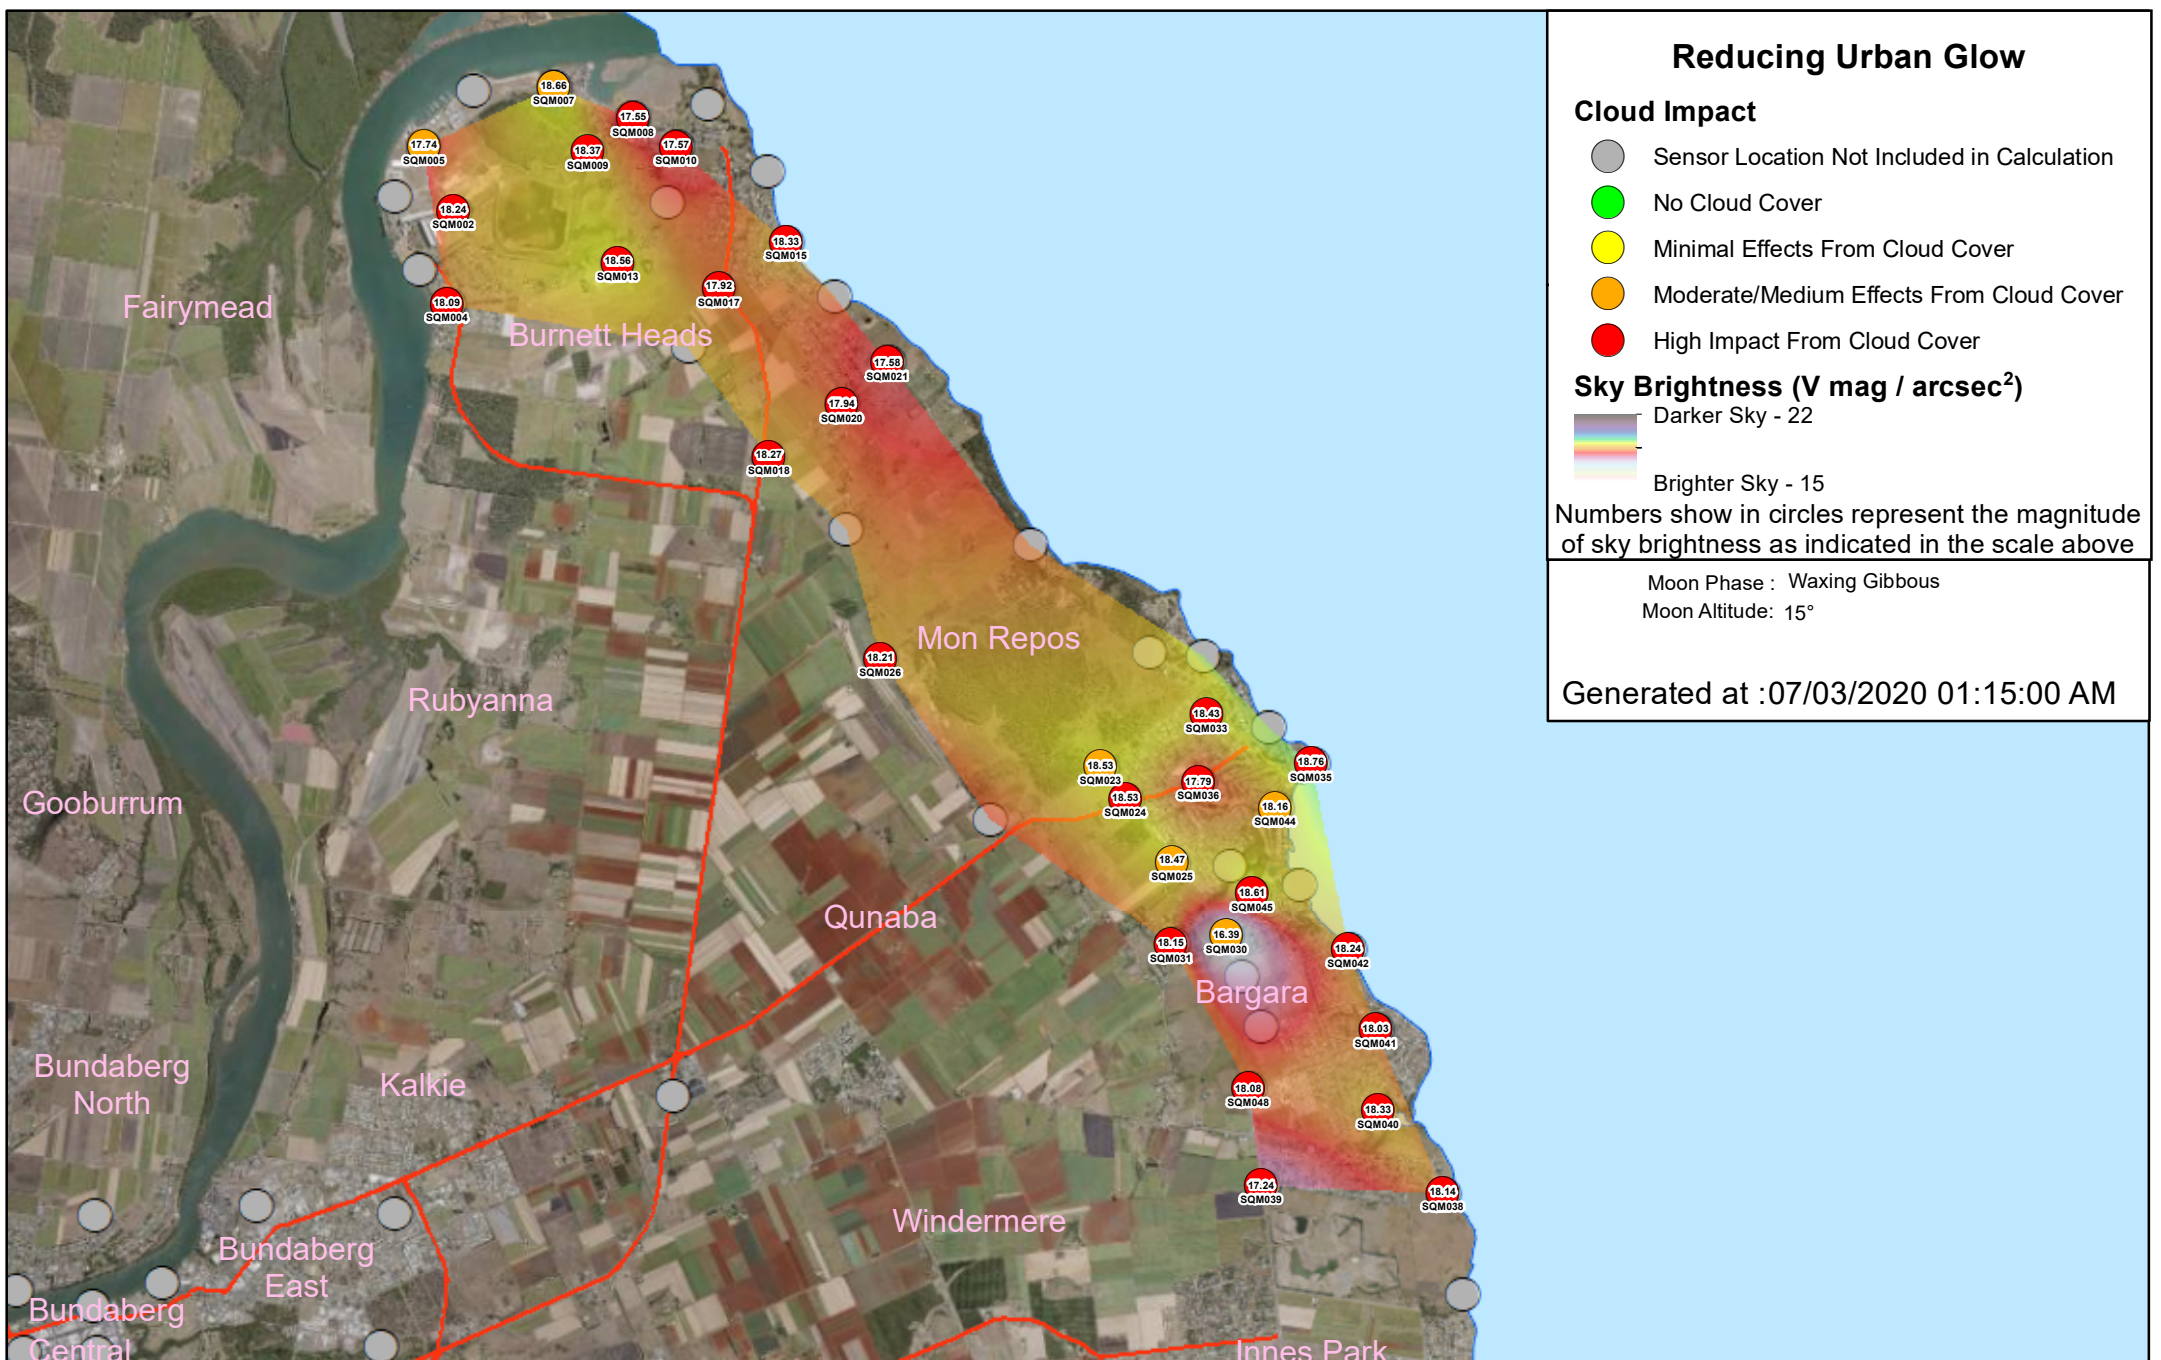 Reducing Urban Glow
Cloud Impact
Sensor Location Not Included in Calculation
No Cloud Cover
Minimal Effects From Cloud Cover
Moderate/Medium Effects From Cloud Cover
High Impact From Cloud Cover
Sky Brightness (V mag / arcsec²)
Darker Sky - 22
Brighter Sky - 15
Numbers show in circles represent the magnitude
of sky brightness as indicated in the scale above
Moon Phase : Waxing Gibbous
Moon Altitude: 15°
Generated at :07/03/2020 01:15:00 AM
18.66
SQM007
17.55
SQM008
17.74
SQM005
18.37
SQM009
17.57
SQM010
18.24
SQM002
18.33
SQM015
18.56
SQM013
17.92
SQM017
18.09
SQM004
Fairymead
Burnett Heads
17.58
SQM021
17.94
SQM020
18.27
SQM018
Mon Repos
18.21
SQM026
Rubyanna
18.43
SQM033
18.53
SQM023
18.76
SQM035
17.79
SQM036
18.53
SQM024
18.16
SQM044
Gooburrum
18.47
SQM025
18.61
SQM045
Qunaba
16.39
SQM030
18.15
SQM031
18.24
SQM042
Bargara
18.03
SQM041
Bundaberg
North
Kalkie
18.08
SQM048
18.33
SQM040
17.24
SQM039
18.14
SQM038
Windermere
Bundaberg
East
Bundaberg
Central
Innes Park